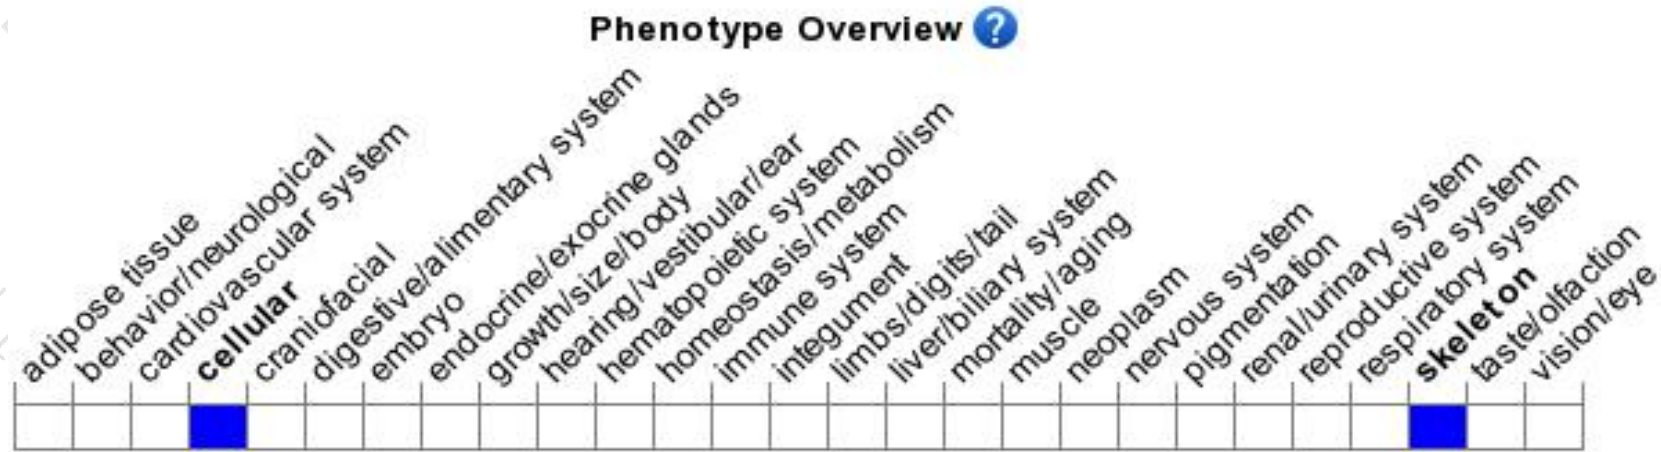 Phenotype Overview ?
adipose tissue
behavior/neurological
cardiovascular system
cellular
craniofacial
digestive/alimentary system
embryo
endocrine/exocrine glands
growth/size/body
hearing/vestibular/ear
hematopoietic system
homeostasis/metabolism
immune system
integument
limbs/digits/tail
liver/biliary system
mortality/aging
muscle
neoplasm
nervous system
pigmentation
renal/urinary system
reproductive system
respiratory system
skeleton
taste/olfaction
vision/eye